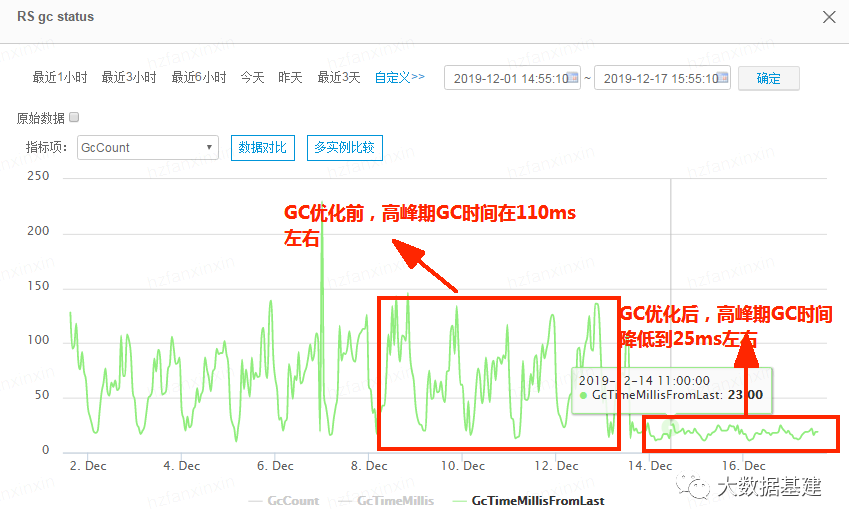 RS gc status
最近1小时 最近3小时 最近6小时 今天 昨天 最近3天 自定义>> 2019-12-01 14:55:10 ~ 2019-12-17 15:55:10 确定
原始数据
指标项: GcCount 数据对比 多实例比较
250
GC优化前，高峰期GC时间在110ms
左右
200
150
GC优化后，高峰期GC时间
降低到25ms左右
100
2019-12-14 11:00:00
GcTimeMillisFromLast: 23.00
50
0
2. Dec 4. Dec 6. Dec 8. Dec 10. Dec 12. Dec 14. Dec 16. Dec
大数据基建
GcCount GcTimeMillis GcTimeMillisFromLast
hzfanxinxin